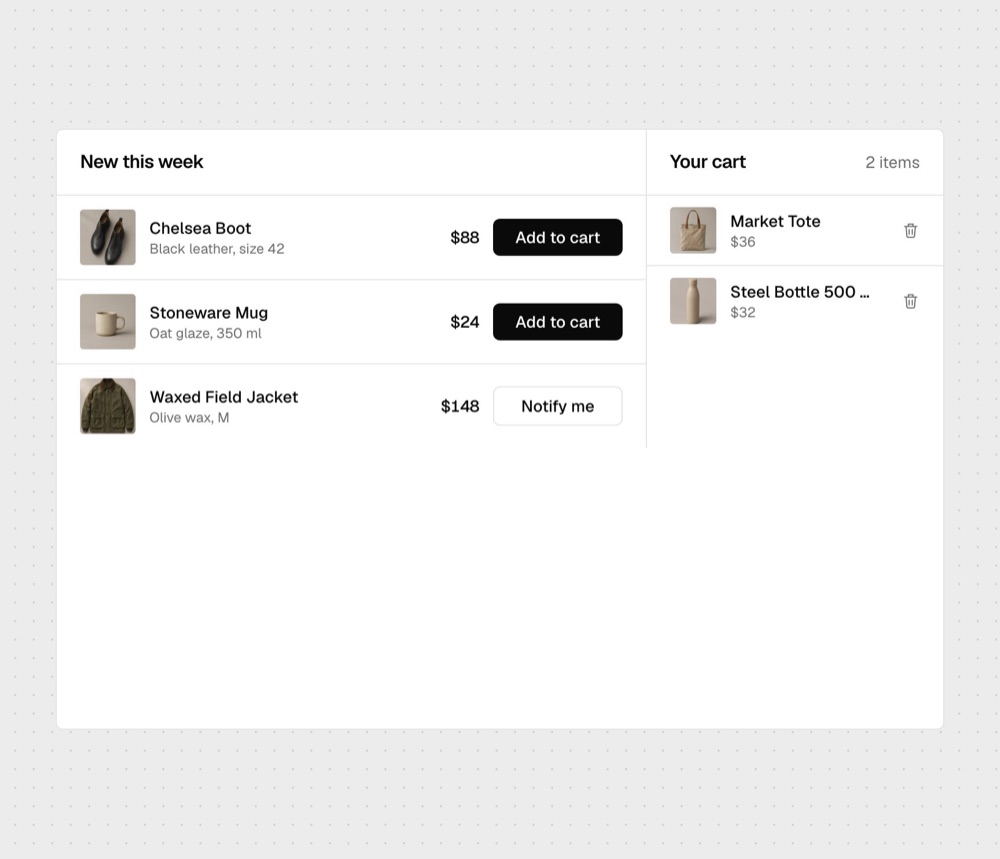 New this week
Chelsea Boot
Black leather, size 42
$88
Add to cart
Stoneware Mug
Oat glaze, 350 ml
$24
Add to cart
Waxed Field Jacket
Olive wax, M
$148
Notify me
Your cart
2 items
Market Tote
$36
Steel Bottle 500 ...
$32